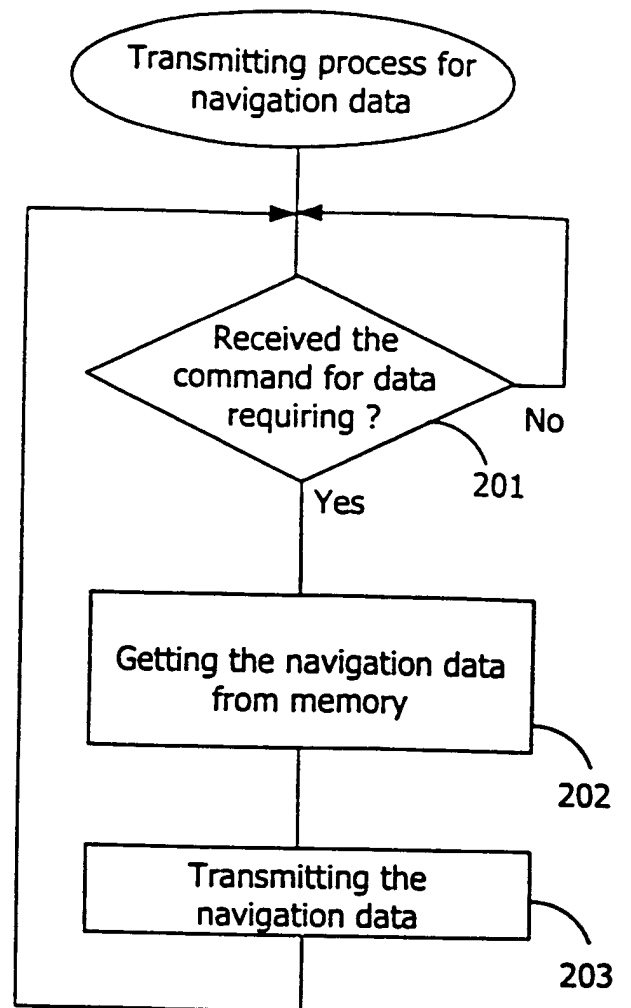 Transmitting process for
navigation data
Received the
command for data
requiring ?
No
201
Yes
Getting the navigation data
from memory
202
Transmitting the
navigation data
203